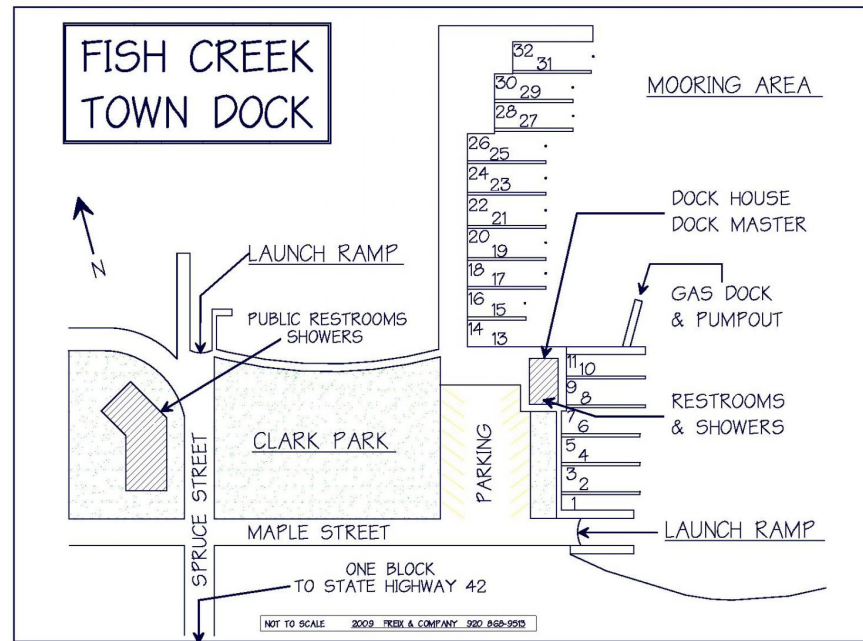 FISH CREEK
TOWN DOCK
32
31
30
29
28
27
26
25
24
23
22
21
20
19
18
17
16
15
14
13
MOORING AREA
DOCK HOUSE
DOCK MASTER
GAS DOCK
& PUMPOUT
N
LAUNCH RAMP
PUBLIC RESTROOMS
SHOWERS
CLARK PARK
PARKING
11
10
9
8
7
6
5
4
3
2
1
RESTROOMS
& SHOWERS
SPRUCE STREET
MAPLE STREET
LAUNCH RAMP
ONE BLOCK
TO STATE HIGHWAY 42
NOT TO SCALE 2009 FREIX & COMPANY 920 868-9513